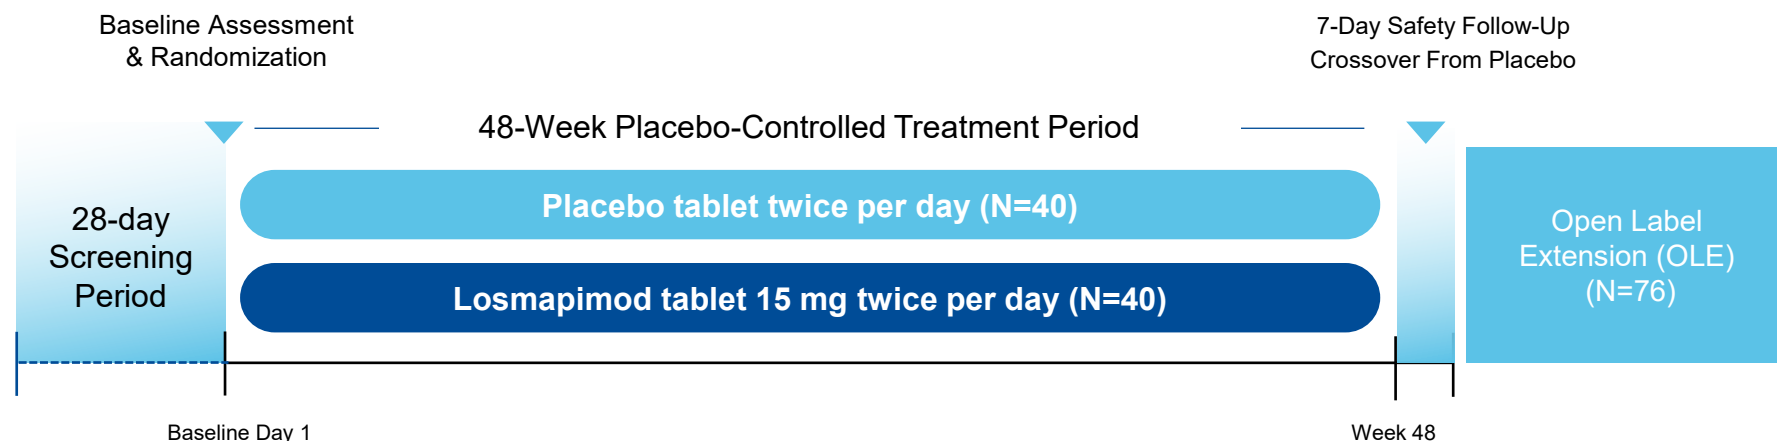 Baseline Assessment
& Randomization
7-Day Safety Follow-Up
Crossover From Placebo
48-Week Placebo-Controlled Treatment Period
28-day
Screening
Period
Placebo tablet twice per day (N=40)
Losmapimod tablet 15 mg twice per day (N=40)
Open Label
Extension (OLE)
(N=76)
Baseline Day 1
Week 48